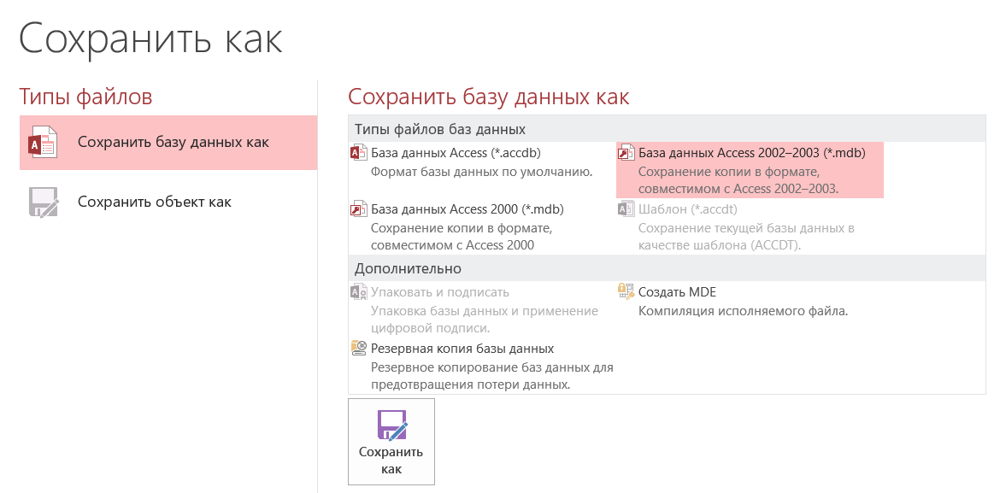 Сохранить как
Типы файлов
Сохранить базу данных как
Сохранить объект как
Сохранить базу данных как
Типы файлов баз данных
База данных Access (*.accdb)
Формат базы данных по умолчанию.
База данных Access 2002–2003 (*.mdb)
Сохранение копии в формате,
совместимом с Access 2002–2003.
База данных Access 2000 (*.mdb)
Сохранение копии в формате,
совместимом с Access 2000
Шаблон (*.accdt)
Сохранение текущей базы данных в
качестве шаблона (ACCDT).
Дополнительно
Упаковать и подписать
Упаковка базы данных и применение
цифровой подписи.
Создать MDE
Компиляция исполняемого файла.
Резервная копия базы данных
Резервное копирование баз данных для
предотвращения потери данных.
Сохранить
как